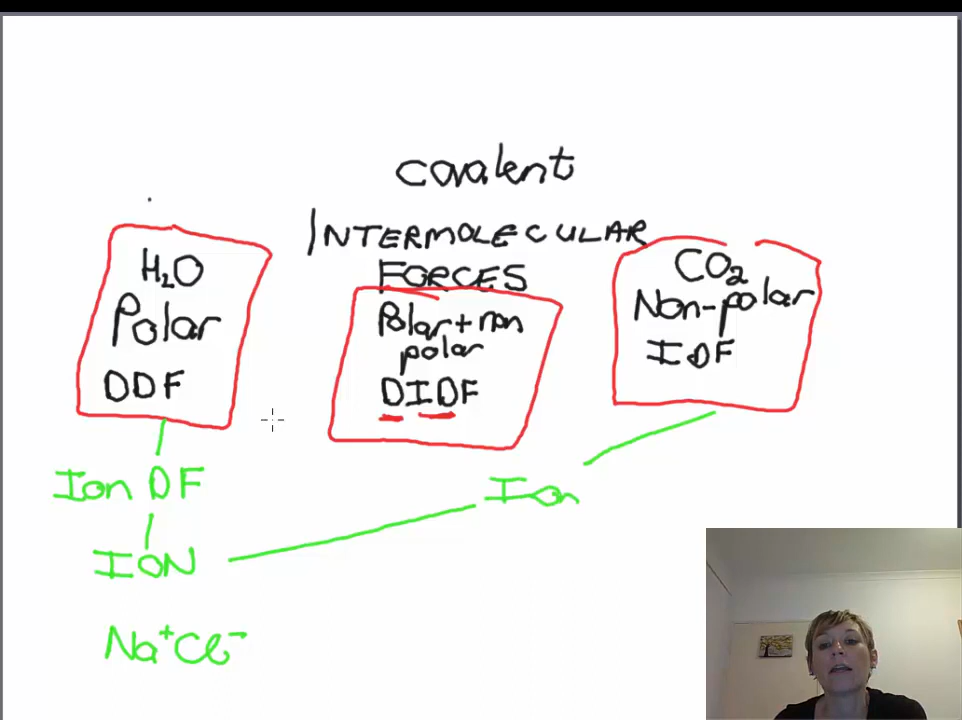 covalent
INTERMOLECULAR
FORCES
H₂O
Polar
DDF
Polar + non
polar
DIDF
CO₂
Non-polar
IDF
Ion DF
ION
Ion
Na⁺Cl⁻